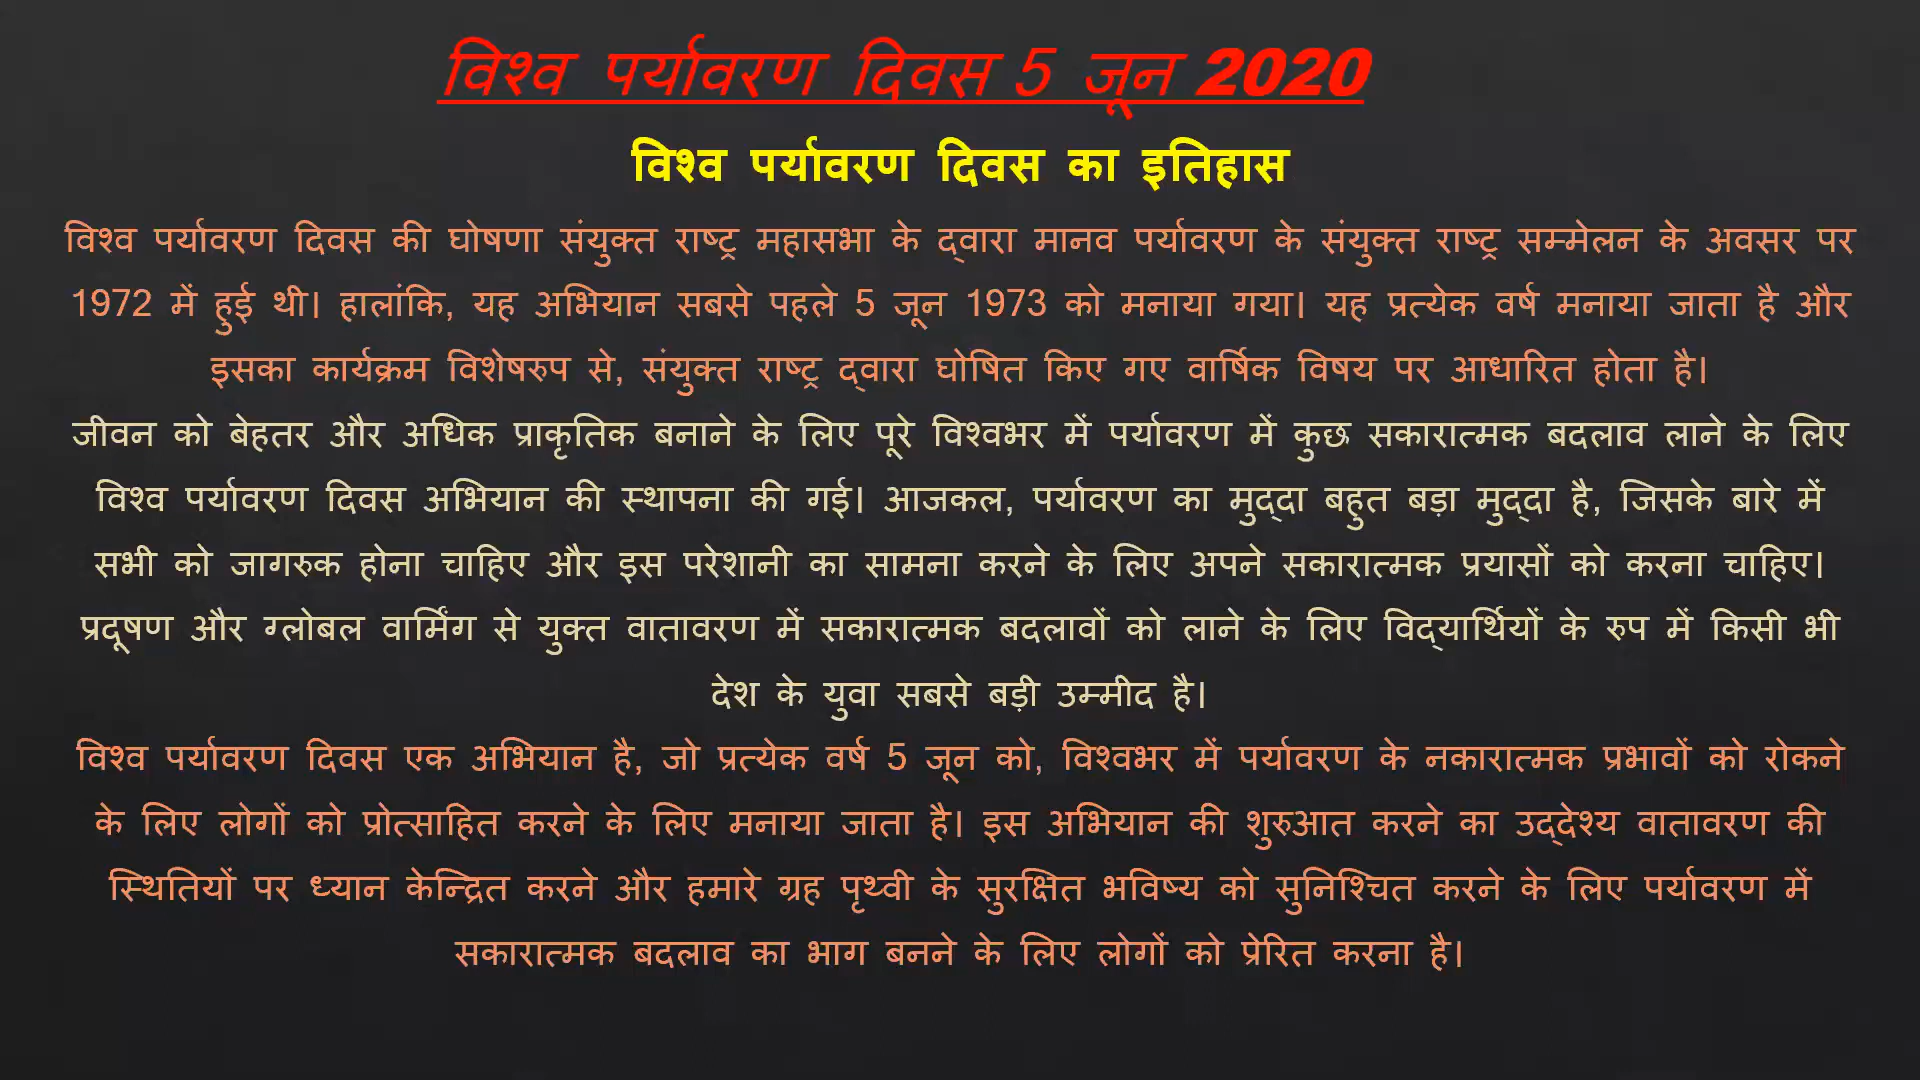 विश्व पर्यावरण दिवस 5 जून 2020
विश्व पर्यावरण दिवस का इतिहास
विश्व पर्यावरण दिवस की घोषणा संयुक्त राष्ट्र महासभा के द्वारा मानव पर्यावरण के संयुक्त राष्ट्र सम्मेलन के अवसर पर
1972 में हुई थी। हालांकि, यह अभियान सबसे पहले 5 जून 1973 को मनाया गया। यह प्रत्येक वर्ष मनाया जाता है और
इसका कार्यक्रम विशेषरुप से, संयुक्त राष्ट्र द्वारा घोषित किए गए वार्षिक विषय पर आधारित होता है।
जीवन को बेहतर और अधिक प्राकृतिक बनाने के लिए पूरे विश्वभर में पर्यावरण में कुछ सकारात्मक बदलाव लाने के लिए
विश्व पर्यावरण दिवस अभियान की स्थापना की गई। आजकल, पर्यावरण का मुद्दा बहुत बड़ा मुद्दा है, जिसके बारे में
सभी को जागरुक होना चाहिए और इस परेशानी का सामना करने के लिए अपने सकारात्मक प्रयासों को करना चाहिए।
प्रदूषण और ग्लोबल वार्मिंग से युक्त वातावरण में सकारात्मक बदलावों को लाने के लिए विद्यार्थियों के रुप में किसी भी
देश के युवा सबसे बड़ी उम्मीद है।
विश्व पर्यावरण दिवस एक अभियान है, जो प्रत्येक वर्ष 5 जून को, विश्वभर में पर्यावरण के नकारात्मक प्रभावों को रोकने
के लिए लोगों को प्रोत्साहित करने के लिए मनाया जाता है। इस अभियान की शुरुआत करने का उद्देश्य वातावरण की
स्थितियों पर ध्यान केन्द्रित करने और हमारे ग्रह पृथ्वी के सुरक्षित भविष्य को सुनिश्चित करने के लिए पर्यावरण में
सकारात्मक बदलाव का भाग बनने के लिए लोगों को प्रेरित करना है।